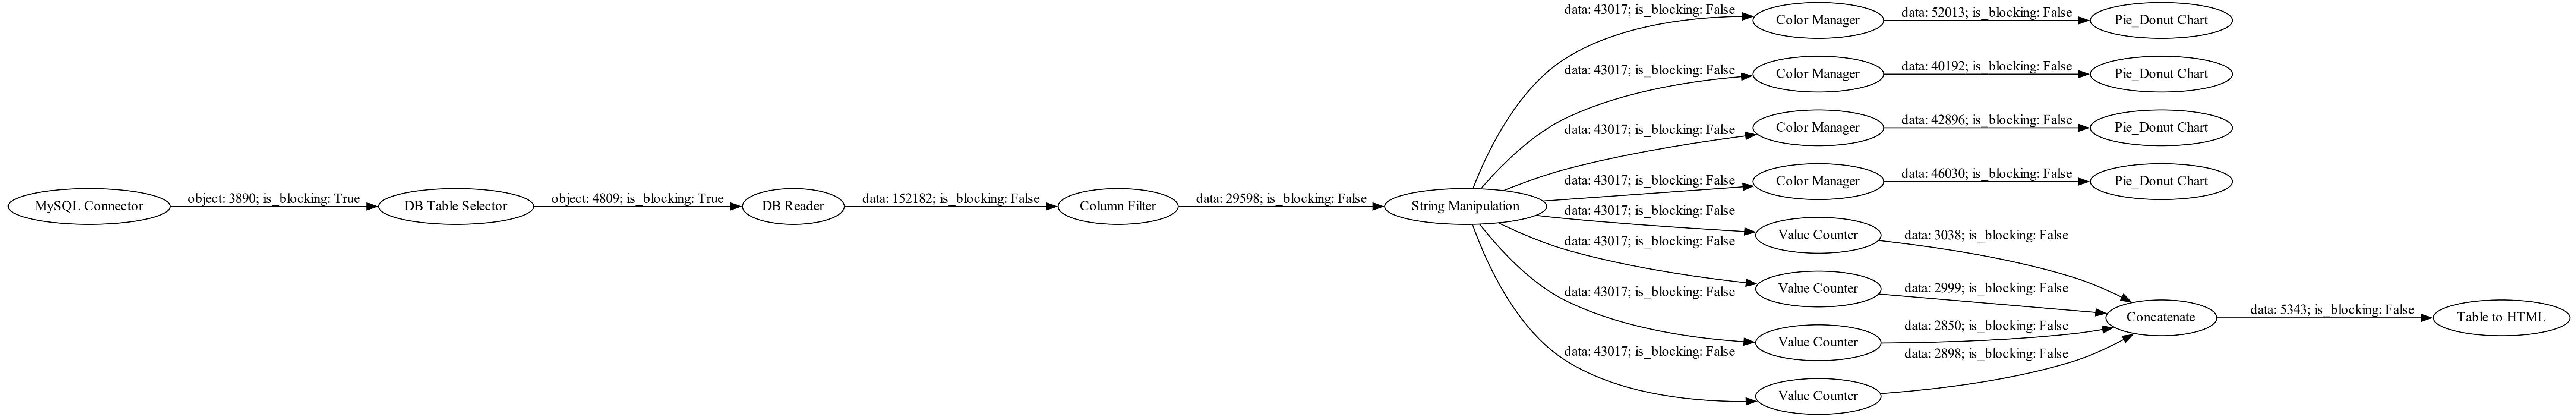 MySQL Connector
object: 3890; is_blocking: True
DB Table Selector
object: 4809; is_blocking: True
DB Reader
data: 152182; is_blocking: False
Column Filter
data: 29598; is_blocking: False
String Manipulation
data: 43017; is_blocking: False
Color Manager
data: 52013; is_blocking: False
Pie_Donut Chart
data: 43017; is_blocking: False
Color Manager
data: 40192; is_blocking: False
Pie_Donut Chart
data: 43017; is_blocking: False
Color Manager
data: 42896; is_blocking: False
Pie_Donut Chart
data: 43017; is_blocking: False
Color Manager
data: 46030; is_blocking: False
Pie_Donut Chart
data: 43017; is_blocking: False
Value Counter
data: 3038; is_blocking: False
data: 43017; is_blocking: False
Value Counter
data: 2999; is_blocking: False
data: 43017; is_blocking: False
Value Counter
data: 2850; is_blocking: False
data: 43017; is_blocking: False
Value Counter
data: 2898; is_blocking: False
Concatenate
data: 5343; is_blocking: False
Table to HTML